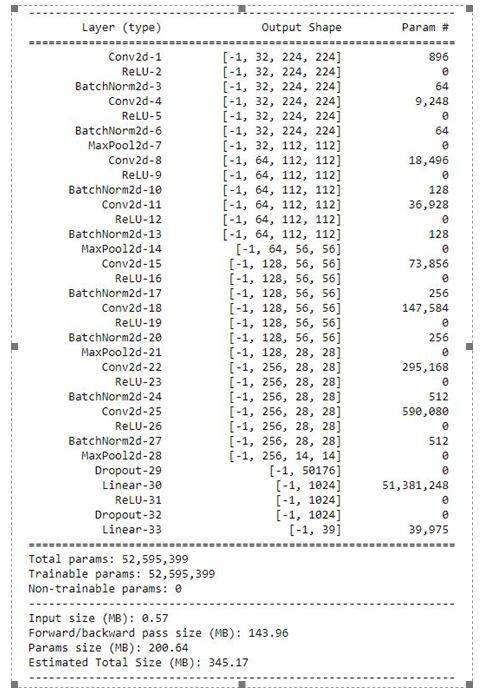 ----------------------------------------------------------------
Layer (type) Output Shape Param #
================================================================
Conv2d-1 [-1, 32, 224, 224] 896
ReLU-2 [-1, 32, 224, 224] 0
BatchNorm2d-3 [-1, 32, 224, 224] 64
Conv2d-4 [-1, 32, 224, 224] 9,248
ReLU-5 [-1, 32, 224, 224] 0
BatchNorm2d-6 [-1, 32, 224, 224] 64
MaxPool2d-7 [-1, 32, 112, 112] 0
Conv2d-8 [-1, 64, 112, 112] 18,496
ReLU-9 [-1, 64, 112, 112] 0
BatchNorm2d-10 [-1, 64, 112, 112] 128
Conv2d-11 [-1, 64, 112, 112] 36,928
ReLU-12 [-1, 64, 112, 112] 0
BatchNorm2d-13 [-1, 64, 112, 112] 128
MaxPool2d-14 [-1, 64, 56, 56] 0
Conv2d-15 [-1, 128, 56, 56] 73,856
ReLU-16 [-1, 128, 56, 56] 0
BatchNorm2d-17 [-1, 128, 56, 56] 256
Conv2d-18 [-1, 128, 56, 56] 147,584
ReLU-19 [-1, 128, 56, 56] 0
BatchNorm2d-20 [-1, 128, 56, 56] 256
MaxPool2d-21 [-1, 128, 28, 28] 0
Conv2d-22 [-1, 256, 28, 28] 295,168
ReLU-23 [-1, 256, 28, 28] 0
BatchNorm2d-24 [-1, 256, 28, 28] 512
Conv2d-25 [-1, 256, 28, 28] 590,080
ReLU-26 [-1, 256, 28, 28] 0
BatchNorm2d-27 [-1, 256, 28, 28] 512
MaxPool2d-28 [-1, 256, 14, 14] 0
Dropout-29 [-1, 50176] 0
Linear-30 [-1, 1024] 51,381,248
ReLU-31 [-1, 1024] 0
Dropout-32 [-1, 1024] 0
Linear-33 [-1, 39] 39,975
================================================================
Total params: 52,595,399
Trainable params: 52,595,399
Non-trainable params: 0
----------------------------------------------------------------
Input size (MB): 0.57
Forward/backward pass size (MB): 143.96
Params size (MB): 200.64
Estimated Total Size (MB): 345.17
----------------------------------------------------------------